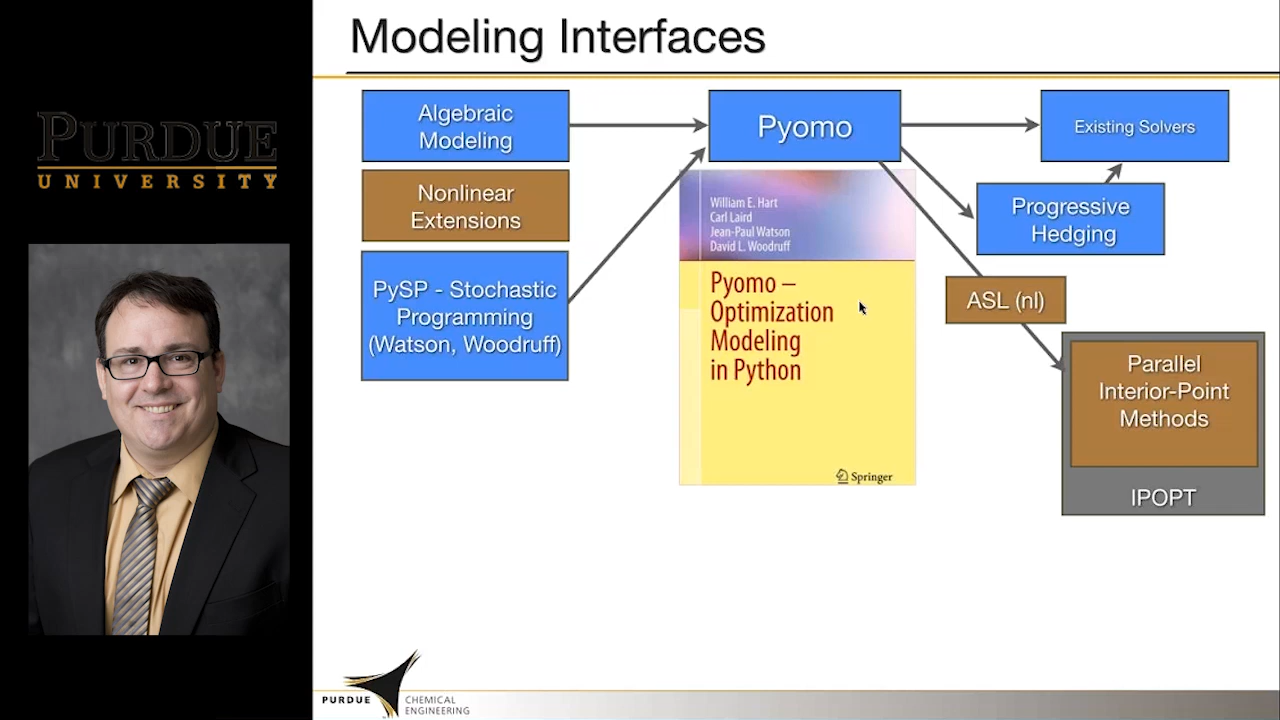 PURDUE
UNIVERSITY
Modeling Interfaces
Algebraic
Modeling
Nonlinear
Extensions
PySP - Stochastic
Programming
(Watson, Woodruff)
Pyomo
William E. Hart
Carl Laird
Jean-Paul Watson
David L. Woodruff
Pyomo –
Optimization
Modeling
in Python
Springer
Existing Solvers
Progressive
Hedging
ASL (nl)
Parallel
Interior-Point
Methods
IPOPT
PURDUE
CHEMICAL
ENGINEERING